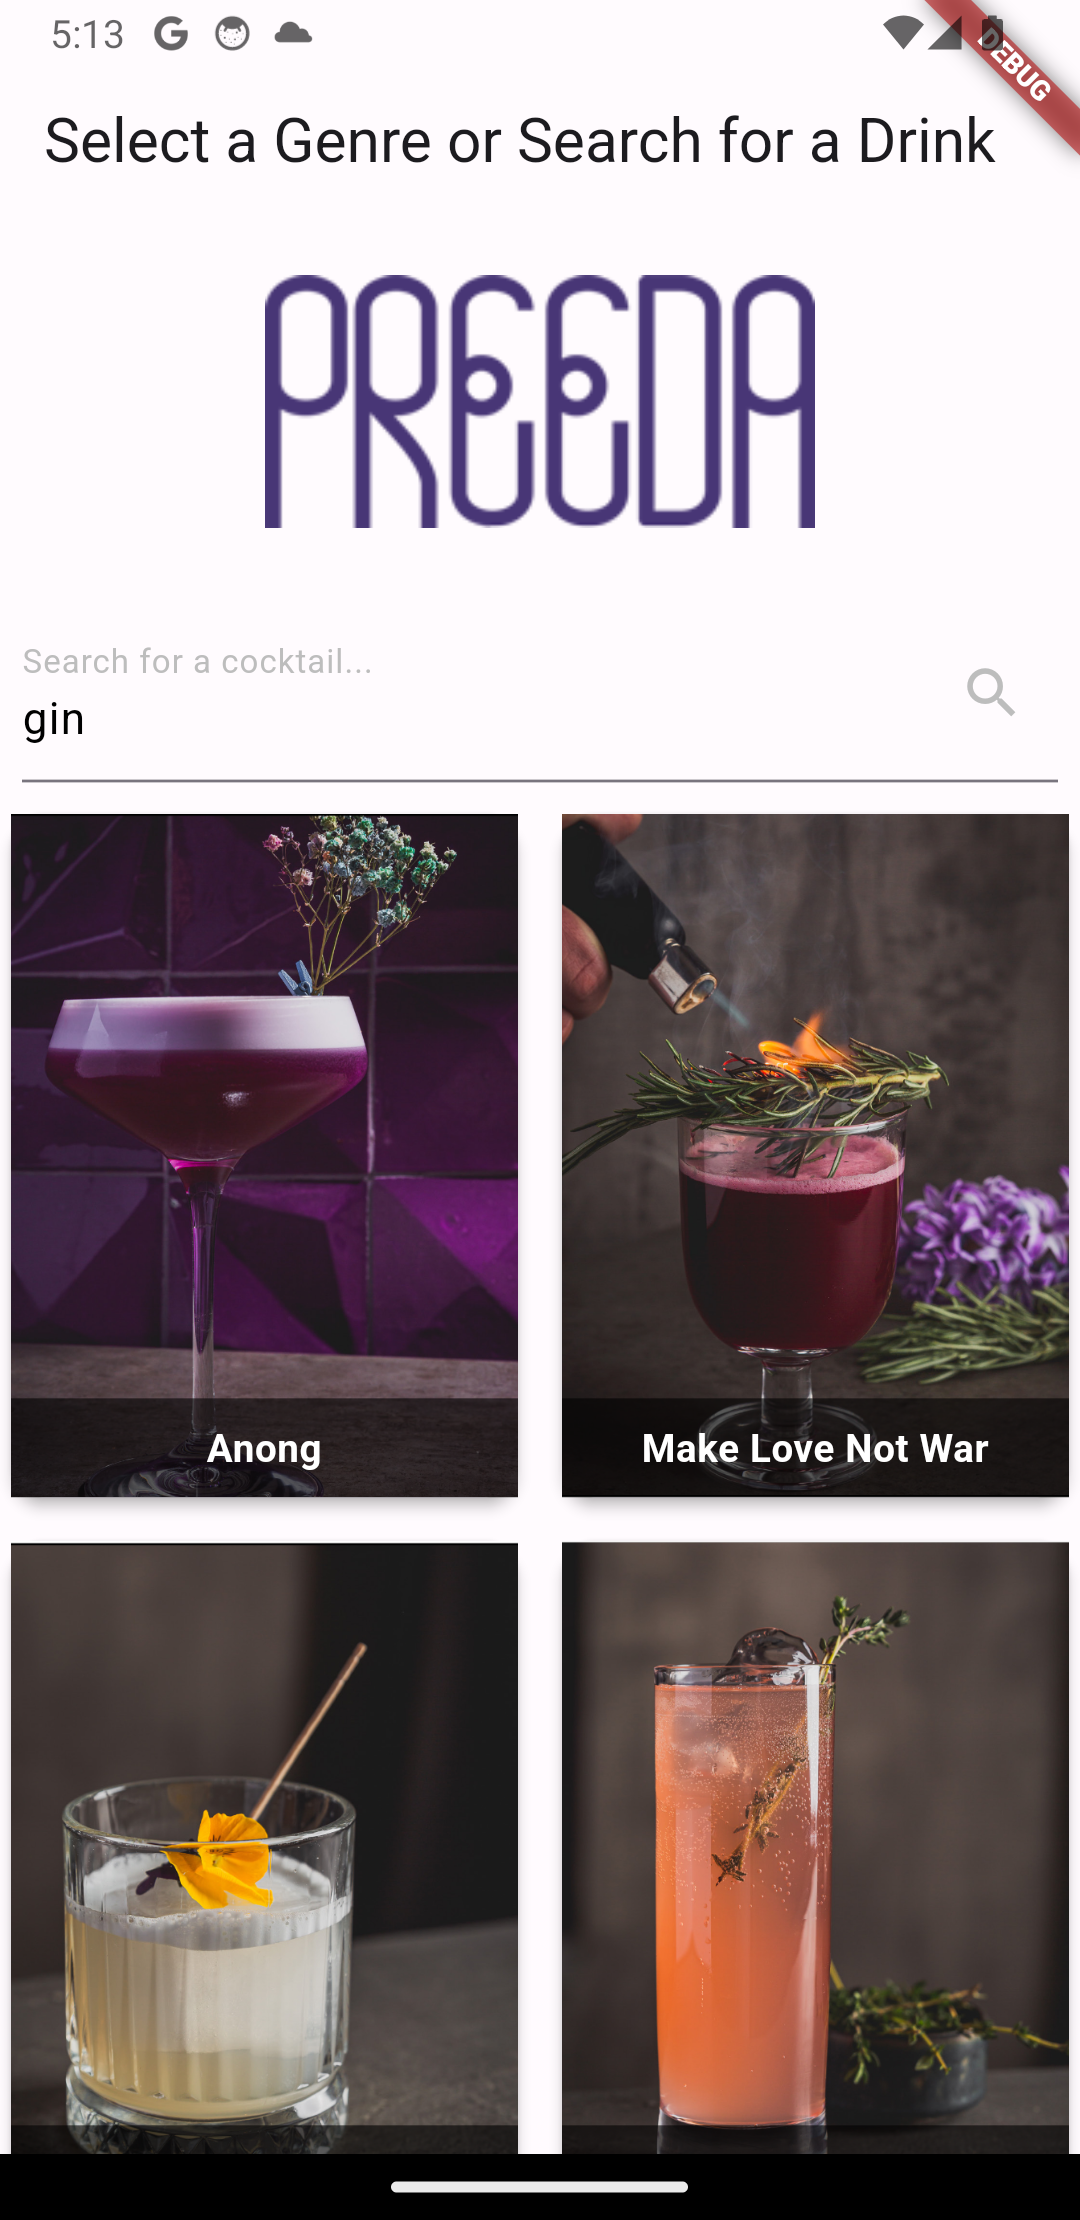 5:13
DEBUG
Select a Genre or Search for a Drink
PREEDA
Search for a cocktail...
gin
Anong
Make Love Not War